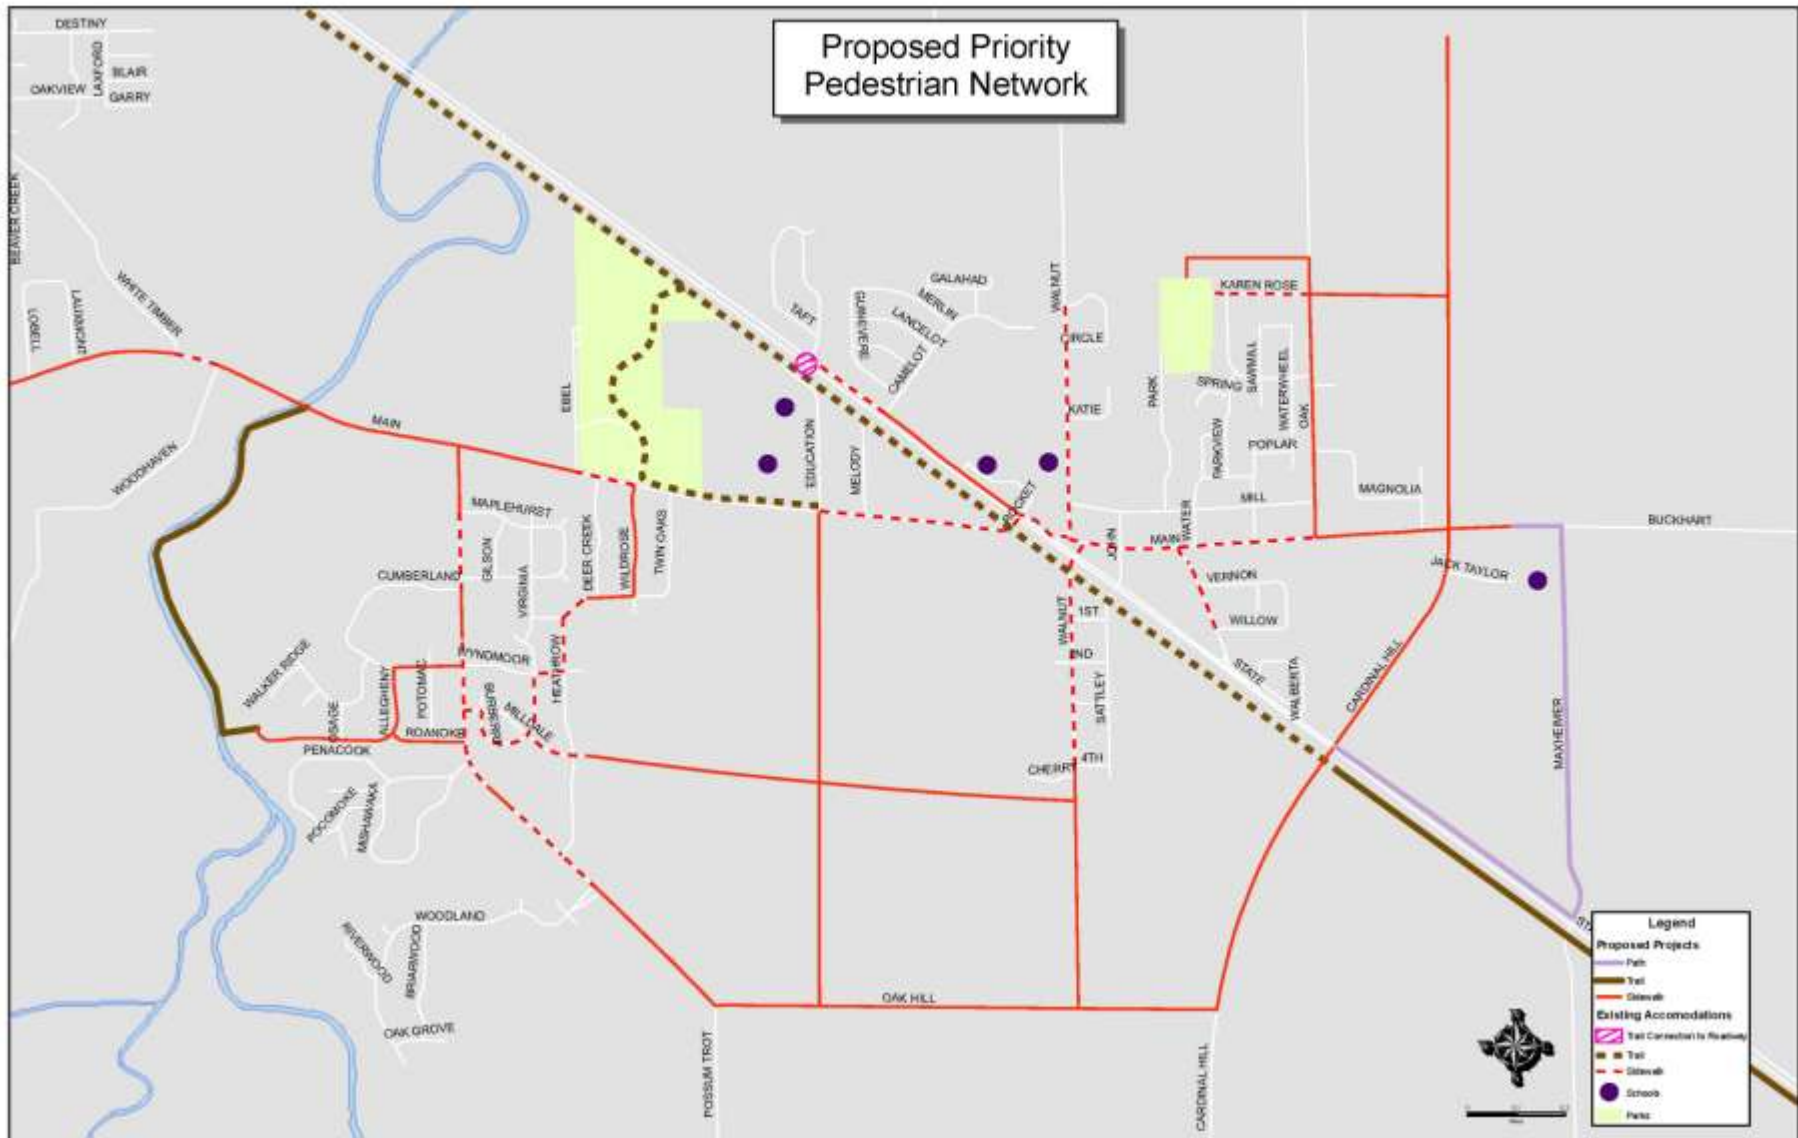 Proposed Priority
Pedestrian Network
DESTINY
LAXFORD
BLAIR
OAKVIEW
GARRY
BEAVER CREEK
WHITE TIMBER
LOBELL
LAURIMONT
WOODHAVEN
MAIN
EBEL
TAFT
GUINEVERE
GALAHAD
MERLIN
LANCELOT
CAMELOT
WALNUT
CIRCLE
KATIE
KAREN ROSE
PARK
SPRING
SAWMILL
WATERWHEEL
OAK
PARKVIEW
POPLAR
MAGNOLIA
MILL
EDUCATION
MELODY
ROCKET
JOHN
MAIN
WATER
BUCKHART
JACK TAYLOR
MAPLEHURST
GILSON
VIRGINIA
DEER CREEK
WILDROSE
TWIN OAKS
CUMBERLAND
VERNON
WILLOW
WALNUT
1ST
2ND
SATTLEY
4TH
CHERRY
STATE
WALBERTA
CARDINAL HILL
MAXHEIMER
WALKER RIDGE
OSAGE
ALLEGHENY
POTOMAC
WYNDMOOR
HEATHROW
BURBERRY
MILLDALE
ROANOKE
PENACOOK
POCOMOKE
MISHAWAKA
WOODLAND
RIVERWOOD
BRIARWOOD
OAK GROVE
OAK HILL
POSSUM TROT
CARDINAL HILL
STA
Legend
Proposed Projects
Path
Trail
Sidewalk
Existing Accomodations
Trail Connection to Roadway
Trail
Sidewalk
Schools
Parks